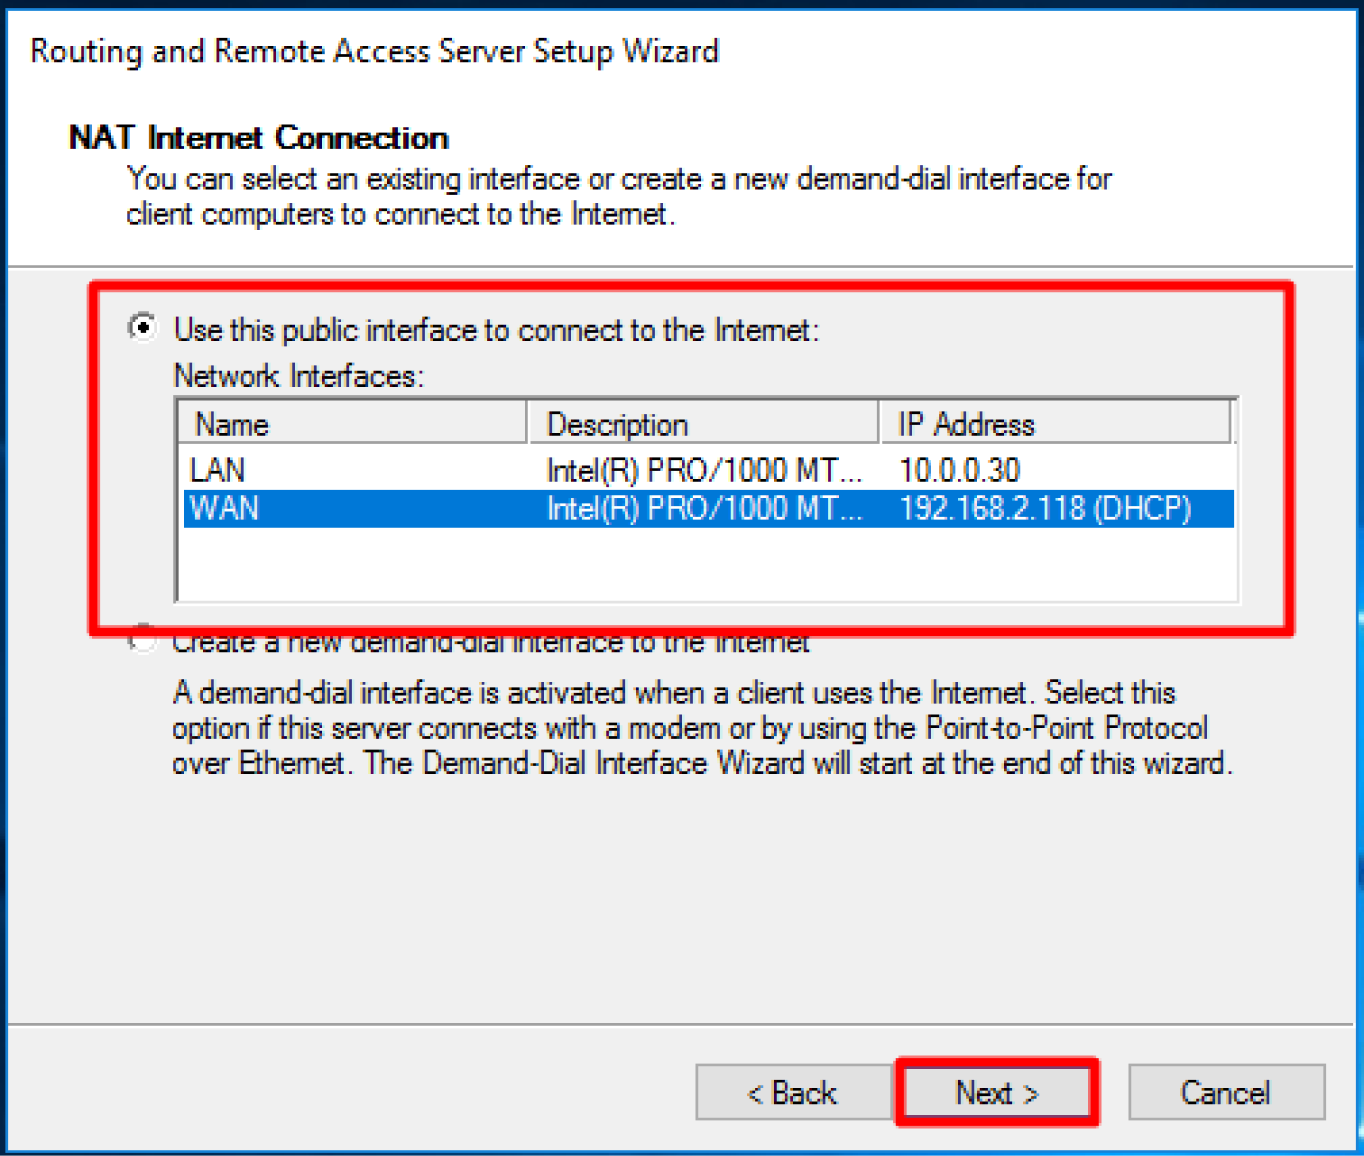 Routing and Remote Access Server Setup Wizard
NAT Internet Connection
You can select an existing interface or create a new demand-dial interface for
client computers to connect to the Internet.
Use this public interface to connect to the Internet:
Network Interfaces:
Name Description IP Address
LAN Intel(R) PRO/1000 MT... 10.0.0.30
WAN Intel(R) PRO/1000 MT... 192.168.2.118 (DHCP)
Create a new demand-dial interface to the Internet
A demand-dial interface is activated when a client uses the Internet. Select this
option if this server connects with a modem or by using the Point-to-Point Protocol
over Ethernet. The Demand-Dial Interface Wizard will start at the end of this wizard.
< Back Next > Cancel